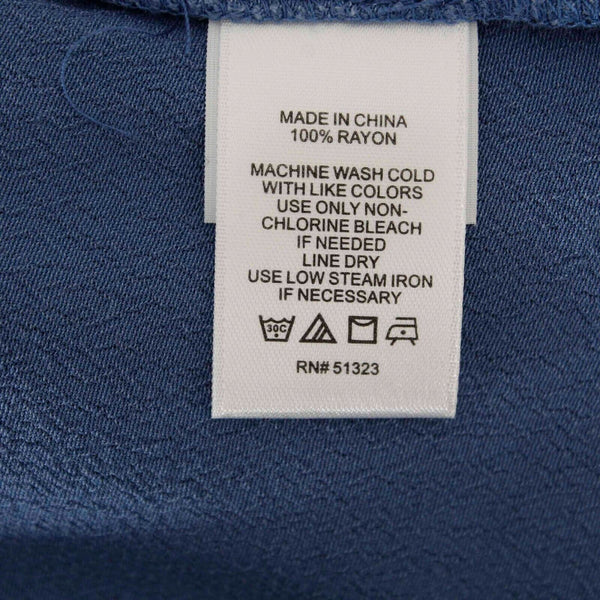 MADE IN CHINA
100% RAYON
MACHINE WASH COLD
WITH LIKE COLORS
USE ONLY NON-
CHLORINE BLEACH
IF NEEDED
LINE DRY
USE LOW STEAM IRON
IF NECESSARY
30C
RN# 51323